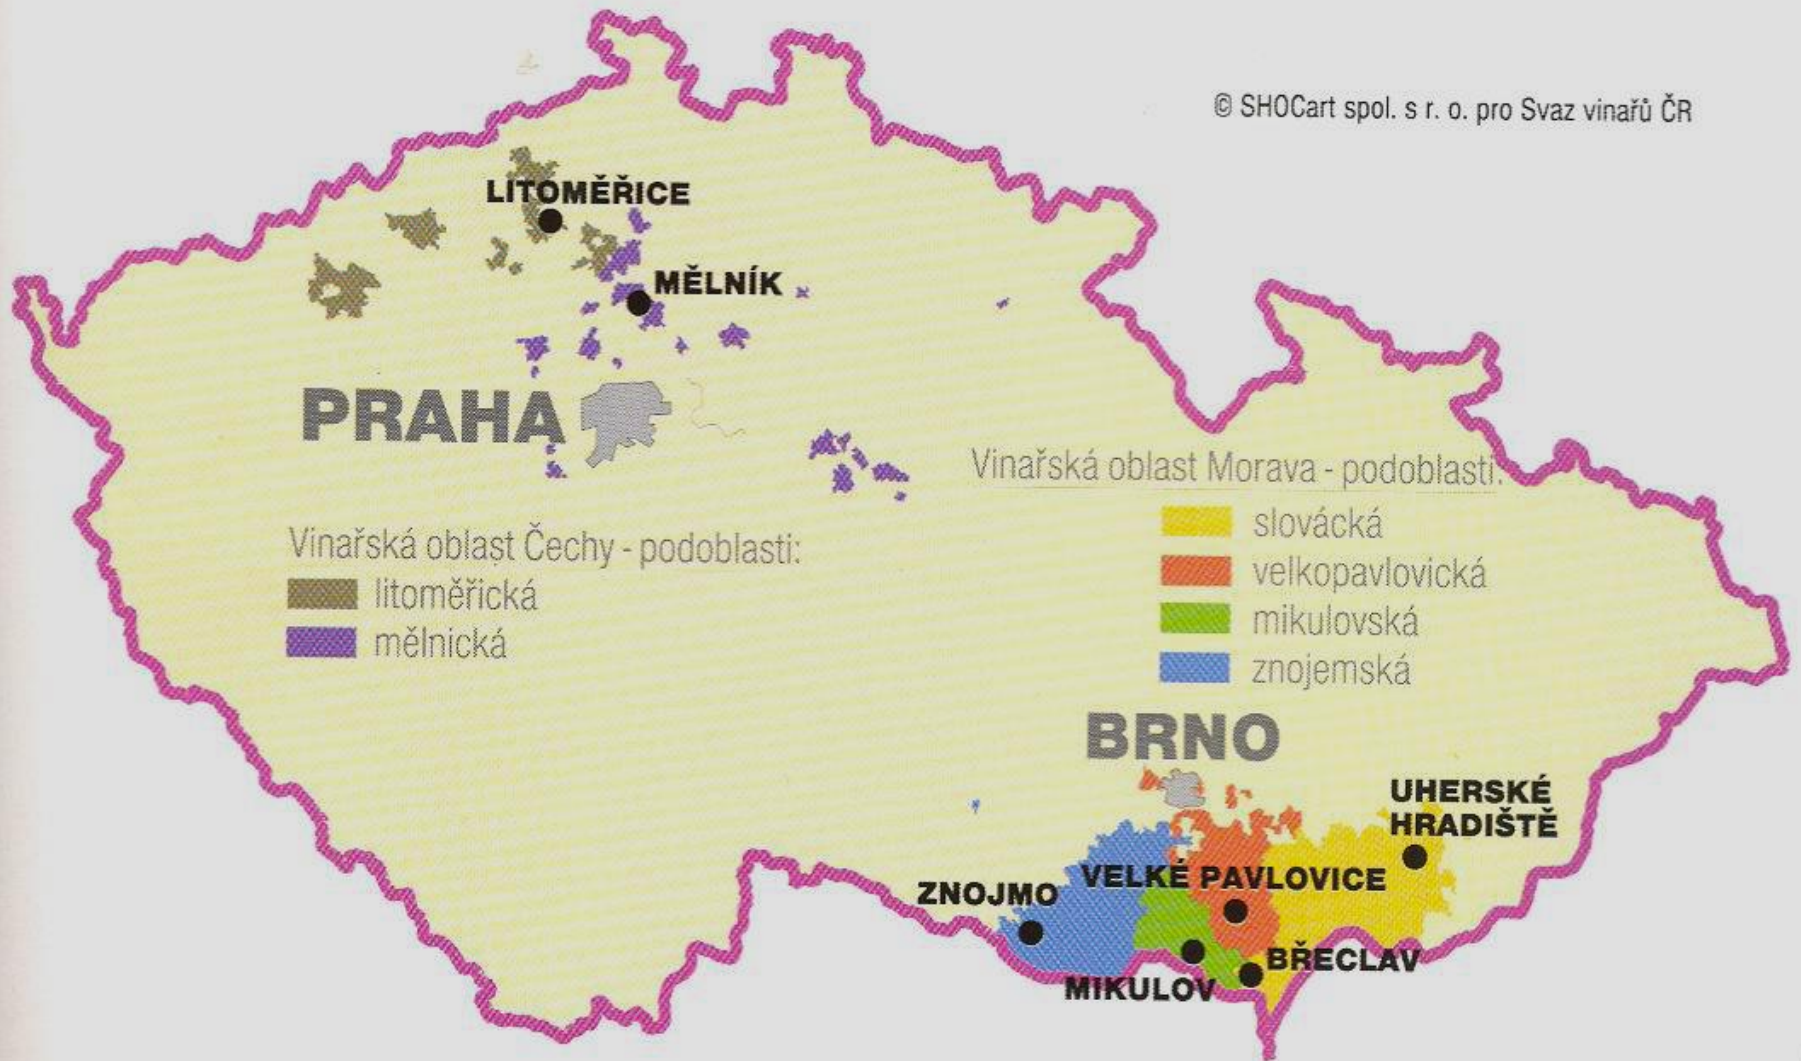 © SHOCart spol. s r. o. pro Svaz vinařů ČR
LITOMĚŘICE
MĚLNÍK
PRAHA
Vinařská oblast Čechy - podoblasti:
litoměřická
mělnická
Vinařská oblast Morava - podoblasti:
slovácká
velkopavlovická
mikulovská
znojemská
BRNO
UHERSKÉ
HRADIŠTĚ
VELKÉ PAVLOVICE
ZNOJMO
BŘECLAV
MIKULOV